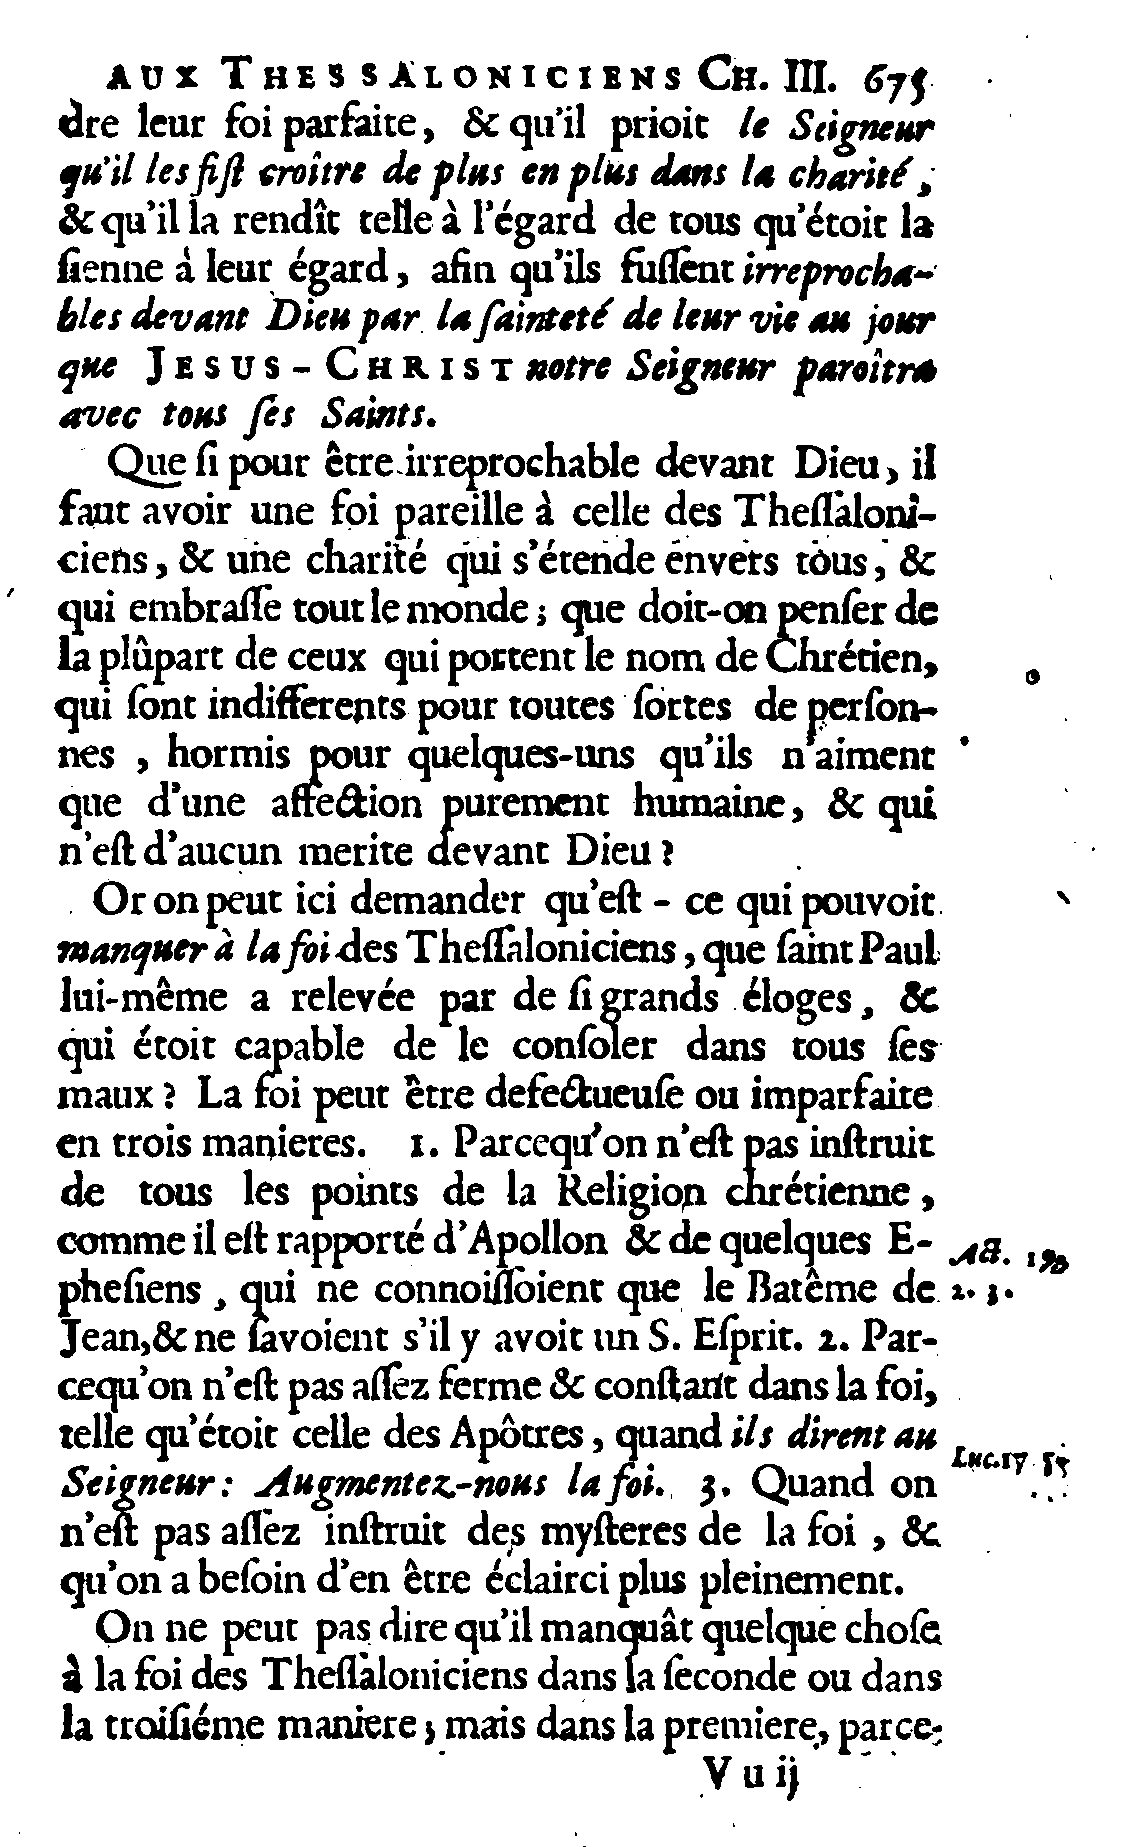 AUX THESSALONICIENS CH. III. 675
dre leur foi parfaite, & qu'il prioit le Seigneur
qu'il les fiſt croître de plus en plus dans la charité,
& qu'il la rendît telle à l'égard de tous qu'étoit la
ſienne à leur égard, afin qu'ils fuſſent irreprocha-
bles devant Dieu par la ſainteté de leur vie au jour
que JESUS-CHRIST notre Seigneur paroîtra
avec tous ſes Saints.
Que ſi pour être irreprochable devant Dieu, il
faut avoir une foi pareille à celle des Theſſaloni-
ciens, & une charité qui s'étende envers tous, &
qui embraſſe tout le monde; que doit-on penſer de
la plûpart de ceux qui portent le nom de Chrétien,
qui ſont indifferents pour toutes ſortes de perſon-
nes, hormis pour quelques-uns qu'ils n'aiment
que d'une affection purement humaine, & qui
n'eſt d'aucun merite devant Dieu?
Or on peut ici demander qu'eſt-ce qui pouvoit
manquer à la foi des Theſſaloniciens, que ſaint Paul
lui-même a relevée par de ſi grands éloges, &
qui étoit capable de le conſoler dans tous ſes
maux? La foi peut être defectueuſe ou imparfaite
en trois manieres. 1. Parcequ'on n'eſt pas inſtruit
de tous les points de la Religion chrétienne,
comme il eſt rapporté d'Apollon & de quelques E- Act. 19.
pheſiens, qui ne connoiſſoient que le Batême de 2. 3.
Jean, & ne ſavoient s'il y avoit un S. Eſprit. 2. Par-
cequ'on n'eſt pas aſſez ferme & conſtant dans la foi,
telle qu'étoit celle des Apôtres, quand ils dirent au
Seigneur: Augmentez-nous la foi. 3. Quand on Luc. 17
n'eſt pas aſſez inſtruit des myſteres de la foi, &
qu'on a beſoin d'en être éclairci plus pleinement.
On ne peut pas dire qu'il manquât quelque choſe
à la foi des Theſſaloniciens dans la ſeconde ou dans
la troiſiéme maniere; mais dans la premiere, parce-
V u ij